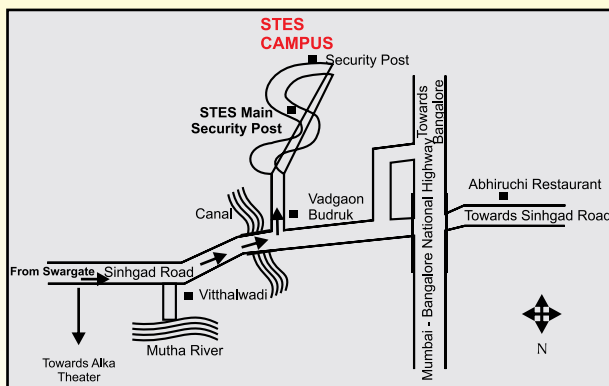 STES
CAMPUS
Security Post
STES Main
Security Post
Towards
Bangalore
Mumbai - Bangalore National Highway
Abhiruchi Restaurant
Towards Sinhgad Road
Canal
Vadgaon
Budruk
From Swargate
Sinhgad Road
Vitthalwadi
Mutha River
Towards Alka
Theater
N